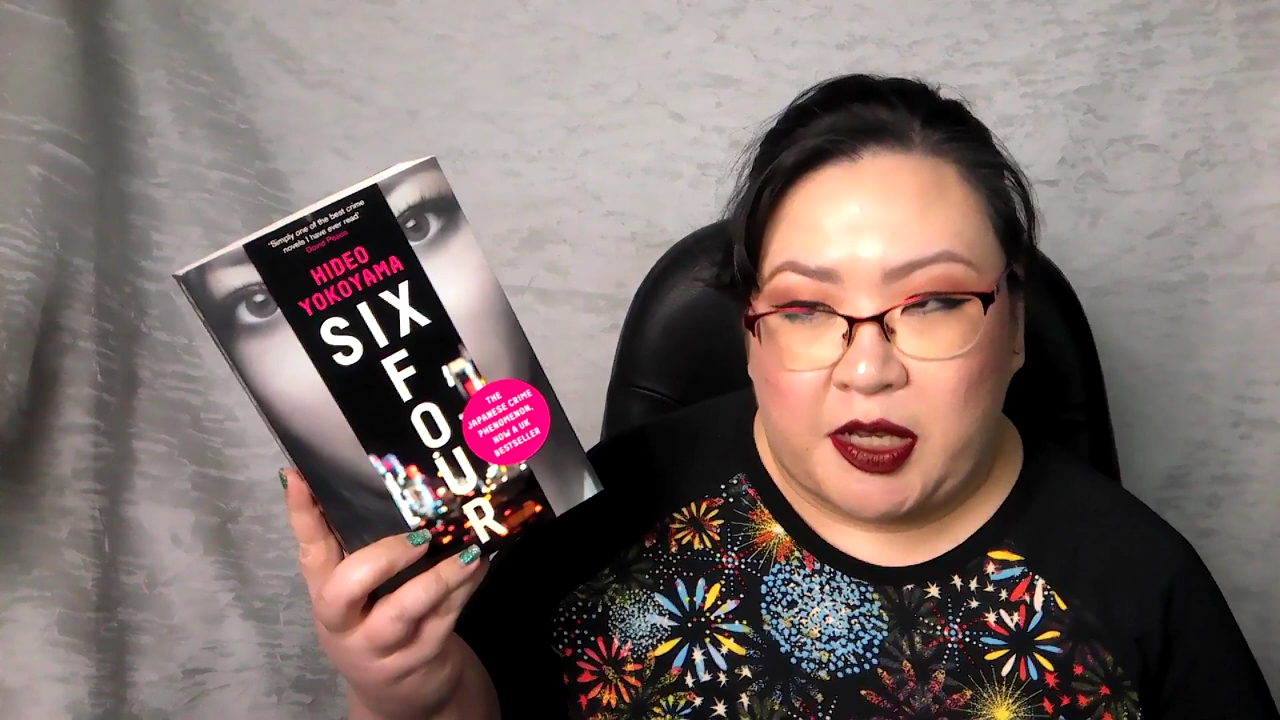 'Simply one of the best crime
novels I have ever read'
David Peace
HIDEO
YOKOYAMA
SIX
FOUR
THE
JAPANESE CRIME
PHENOMENON,
NOW A UK
BESTSELLER